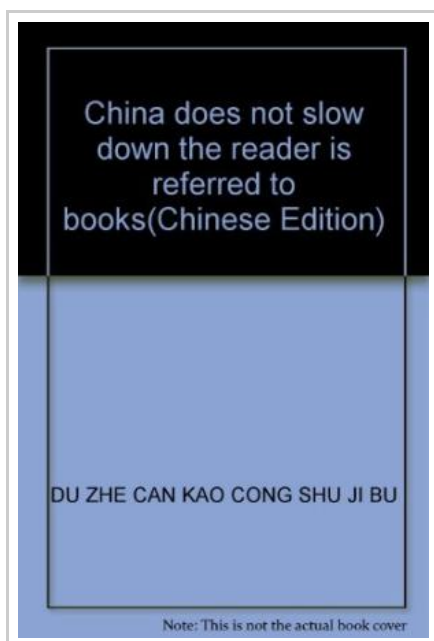 China does not slow
down the reader is
referred to
books(Chinese Edition)
DU ZHE CAN KAO CONG SHU JI BU
Note: This is not the actual book cover